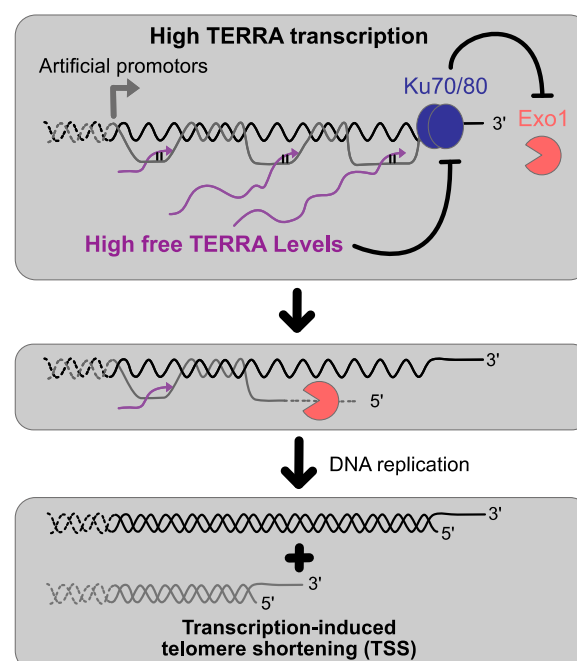 High TERRA transcription
Artificial promotors
Ku70/80
3'
Exo1
High free TERRA Levels
3'
5'
DNA replication
3'
5'
3'
5'
Transcription-induced
telomere shortening (TSS)